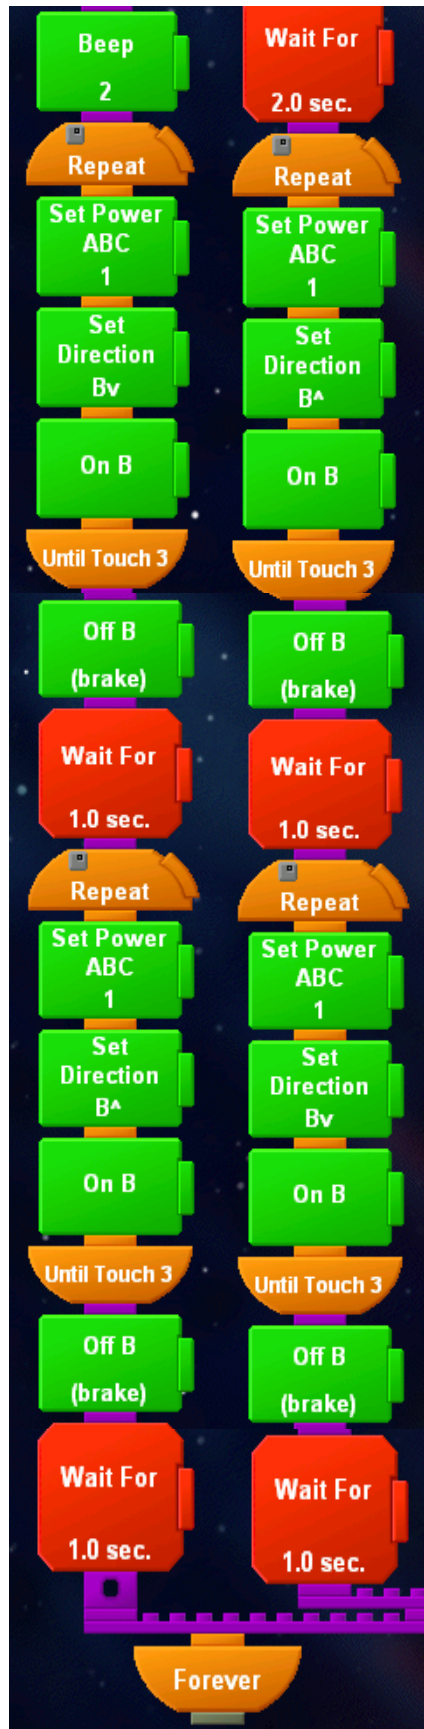 Beep
2
Repeat
Set Power
ABC
1
Set
Direction
Bv
On B
Until Touch 3
Off B
(brake)
Wait For
1.0 sec.
Repeat
Set Power
ABC
1
Set
Direction
B^
On B
Until Touch 3
Off B
(brake)
Wait For
1.0 sec.
Wait For
2.0 sec.
Repeat
Set Power
ABC
1
Set
Direction
B^
On B
Until Touch 3
Off B
(brake)
Wait For
1.0 sec.
Repeat
Set Power
ABC
1
Set
Direction
Bv
On B
Until Touch 3
Off B
(brake)
Wait For
1.0 sec.
Forever